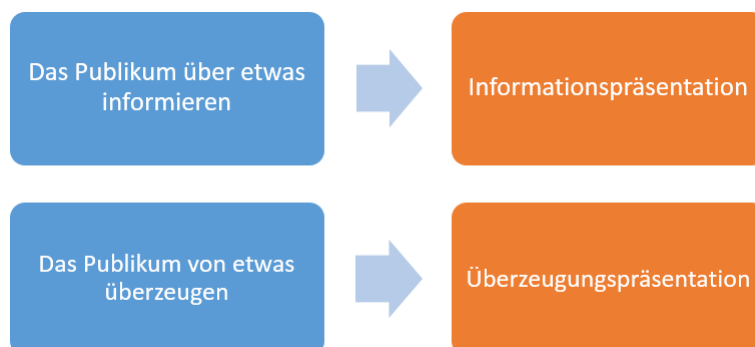 Das Publikum über etwas
informieren
Informationspräsentation
Das Publikum von etwas
überzeugen
Überzeugungspräsentation